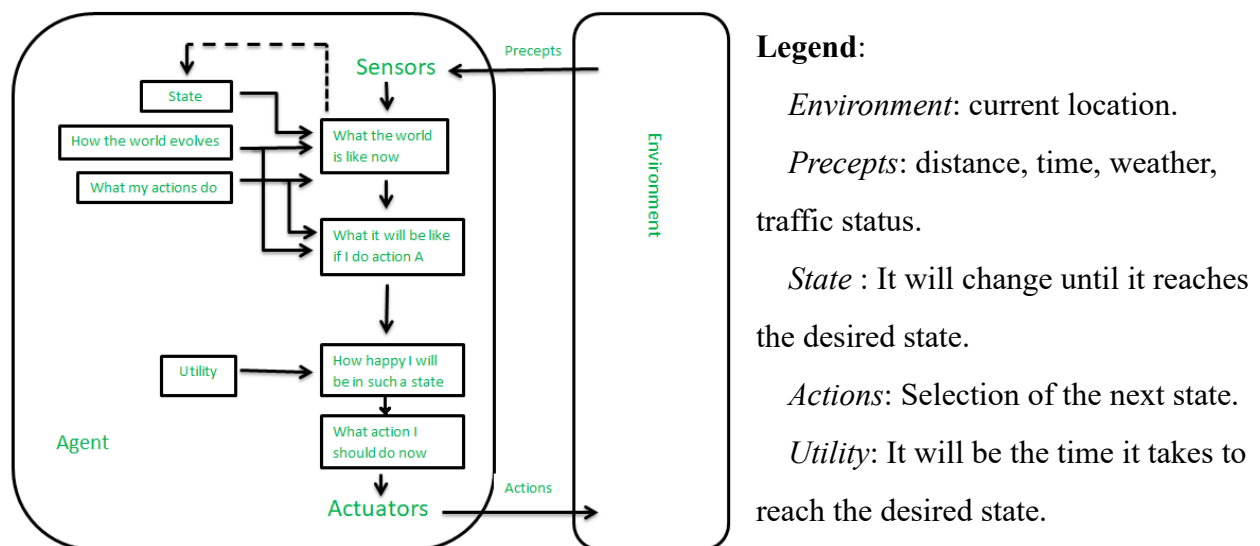 Precepts
Sensors
State
How the world evolves
What the world
is like now
What my actions do
What it will be like
if I do action A
Utility
How happy I will
be in such a state
What action I
should do now
Agent
Actuators
Actions
Environment
Legend:
Environment: current location.
Precepts: distance, time, weather,
traffic status.
State : It will change until it reaches
the desired state.
Actions: Selection of the next state.
Utility: It will be the time it takes to
reach the desired state.